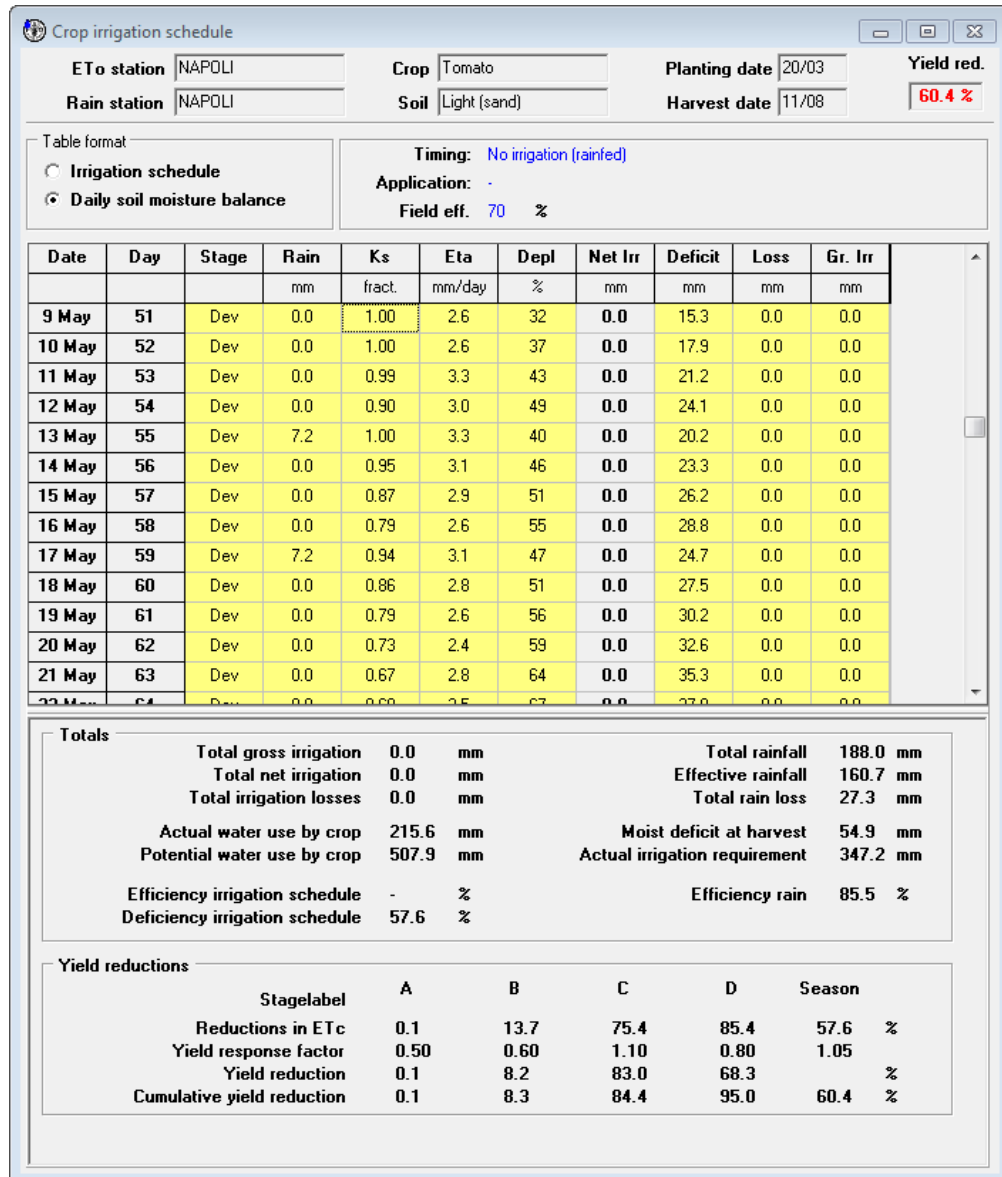 Crop irrigation schedule
ETo station NAPOLI Crop Tomato Planting date 20/03 Yield red.
Rain station NAPOLI Soil Light (sand) Harvest date 11/08 60.4 %
Table format
Irrigation schedule
Daily soil moisture balance
Timing: No irrigation (rainfed)
Application: -
Field eff. 70 %
Date Day Stage Rain Ks Eta Depl Net Irr Deficit Loss Gr. Irr
mm fract. mm/day % mm mm mm mm
9 May 51 Dev 0.0 1.00 2.6 32 0.0 15.3 0.0 0.0
10 May 52 Dev 0.0 1.00 2.6 37 0.0 17.9 0.0 0.0
11 May 53 Dev 0.0 0.99 3.3 43 0.0 21.2 0.0 0.0
12 May 54 Dev 0.0 0.90 3.0 49 0.0 24.1 0.0 0.0
13 May 55 Dev 7.2 1.00 3.3 40 0.0 20.2 0.0 0.0
14 May 56 Dev 0.0 0.95 3.1 46 0.0 23.3 0.0 0.0
15 May 57 Dev 0.0 0.87 2.9 51 0.0 26.2 0.0 0.0
16 May 58 Dev 0.0 0.79 2.6 55 0.0 28.8 0.0 0.0
17 May 59 Dev 7.2 0.94 3.1 47 0.0 24.7 0.0 0.0
18 May 60 Dev 0.0 0.86 2.8 51 0.0 27.5 0.0 0.0
19 May 61 Dev 0.0 0.79 2.6 56 0.0 30.2 0.0 0.0
20 May 62 Dev 0.0 0.73 2.4 59 0.0 32.6 0.0 0.0
21 May 63 Dev 0.0 0.67 2.8 64 0.0 35.3 0.0 0.0
Totals
Total gross irrigation 0.0 mm Total rainfall 188.0 mm
Total net irrigation 0.0 mm Effective rainfall 160.7 mm
Total irrigation losses 0.0 mm Total rain loss 27.3 mm
Actual water use by crop 215.6 mm Moist deficit at harvest 54.9 mm
Potential water use by crop 507.9 mm Actual irrigation requirement 347.2 mm
Efficiency irrigation schedule - % Efficiency rain 85.5 %
Deficiency irrigation schedule 57.6 %
Yield reductions
Stagelabel A B C D Season
Reductions in ETc 0.1 13.7 75.4 85.4 57.6 %
Yield response factor 0.50 0.60 1.10 0.80 1.05
Yield reduction 0.1 8.2 83.0 68.3 %
Cumulative yield reduction 0.1 8.3 84.4 95.0 60.4 %